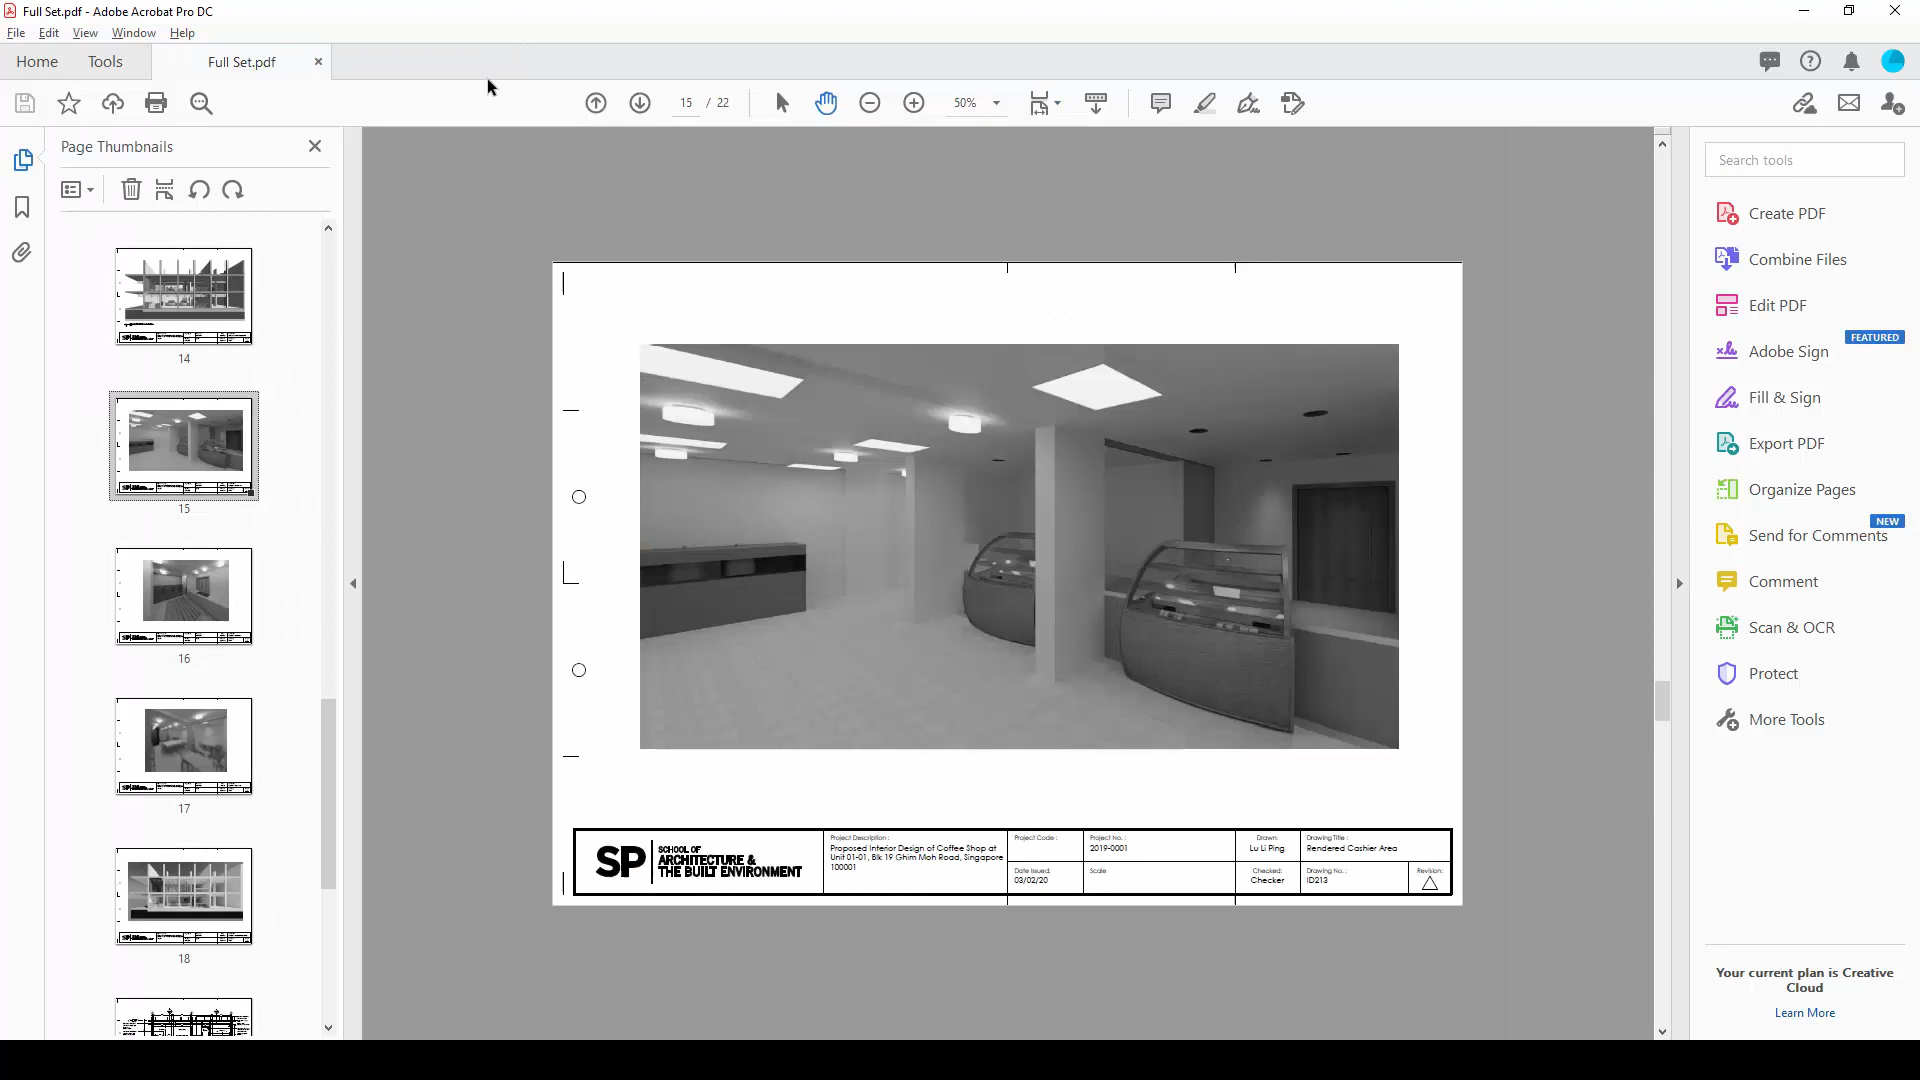 Full Set.pdf - Adobe Acrobat Pro DC
File Edit View Window Help
Home Tools Full Set.pdf
15 / 22 50%
Page Thumbnails
Search tools
14
15
16
17
18
Create PDF
Combine Files
Edit PDF
FEATURED
Adobe Sign
Fill & Sign
Export PDF
Organize Pages
NEW
Send for Comments
Comment
Scan & OCR
Protect
More Tools
Your current plan is Creative
Cloud
Learn More
SP
SCHOOL OF
ARCHITECTURE &
THE BUILT ENVIRONMENT
Project Description :
Proposed Interior Design of Coffee Shop at
Unit 01-01, Blk 19 Ghim Moh Road, Singapore
100001
Project Code :
Project No. :
2019-0001
Drawn:
Lu Li Ping
Drawing Title :
Rendered Cashier Area
Date Issued:
03/02/20
Scale
Checked:
Checker
Drawing No. :
ID213
Revision: